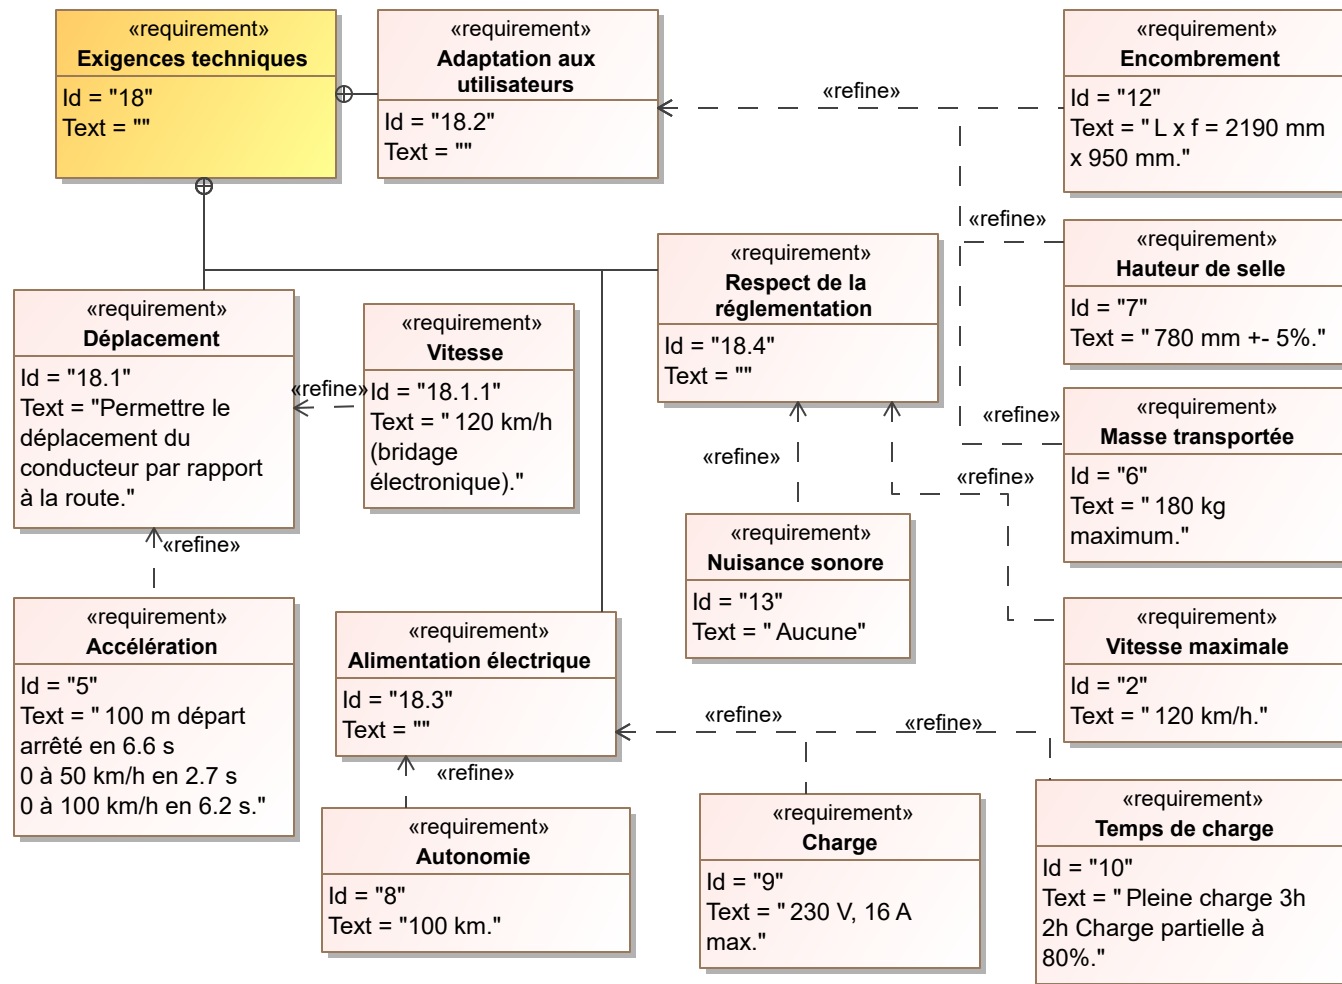 «requirement»
Exigences techniques
Id = "18"
Text = ""
«requirement»
Adaptation aux
utilisateurs
Id = "18.2"
Text = ""
«refine»
«requirement»
Encombrement
Id = "12"
Text = " L x f = 2190 mm
x 950 mm."
«refine»
«requirement»
Hauteur de selle
Id = "7"
Text = " 780 mm +- 5%."
«requirement»
Respect de la
réglementation
Id = "18.4"
Text = ""
«requirement»
Déplacement
Id = "18.1"
Text = "Permettre le
déplacement du
conducteur par rapport
à la route."
«refine»
«requirement»
Vitesse
Id = "18.1.1"
Text = " 120 km/h
(bridage
électronique)."
«refine»
«requirement»
Masse transportée
Id = "6"
Text = " 180 kg
maximum."
«refine»
«refine»
«refine»
«requirement»
Nuisance sonore
Id = "13"
Text = " Aucune"
«requirement»
Accélération
Id = "5"
Text = " 100 m départ
arrêté en 6.6 s
0 à 50 km/h en 2.7 s
0 à 100 km/h en 6.2 s."
«requirement»
Alimentation électrique
Id = "18.3"
Text = ""
«requirement»
Vitesse maximale
Id = "2"
Text = " 120 km/h."
«refine»
«refine»
«refine»
«requirement»
Autonomie
Id = "8"
Text = "100 km."
«requirement»
Charge
Id = "9"
Text = " 230 V, 16 A
max."
«requirement»
Temps de charge
Id = "10"
Text = " Pleine charge 3h
2h Charge partielle à
80%."